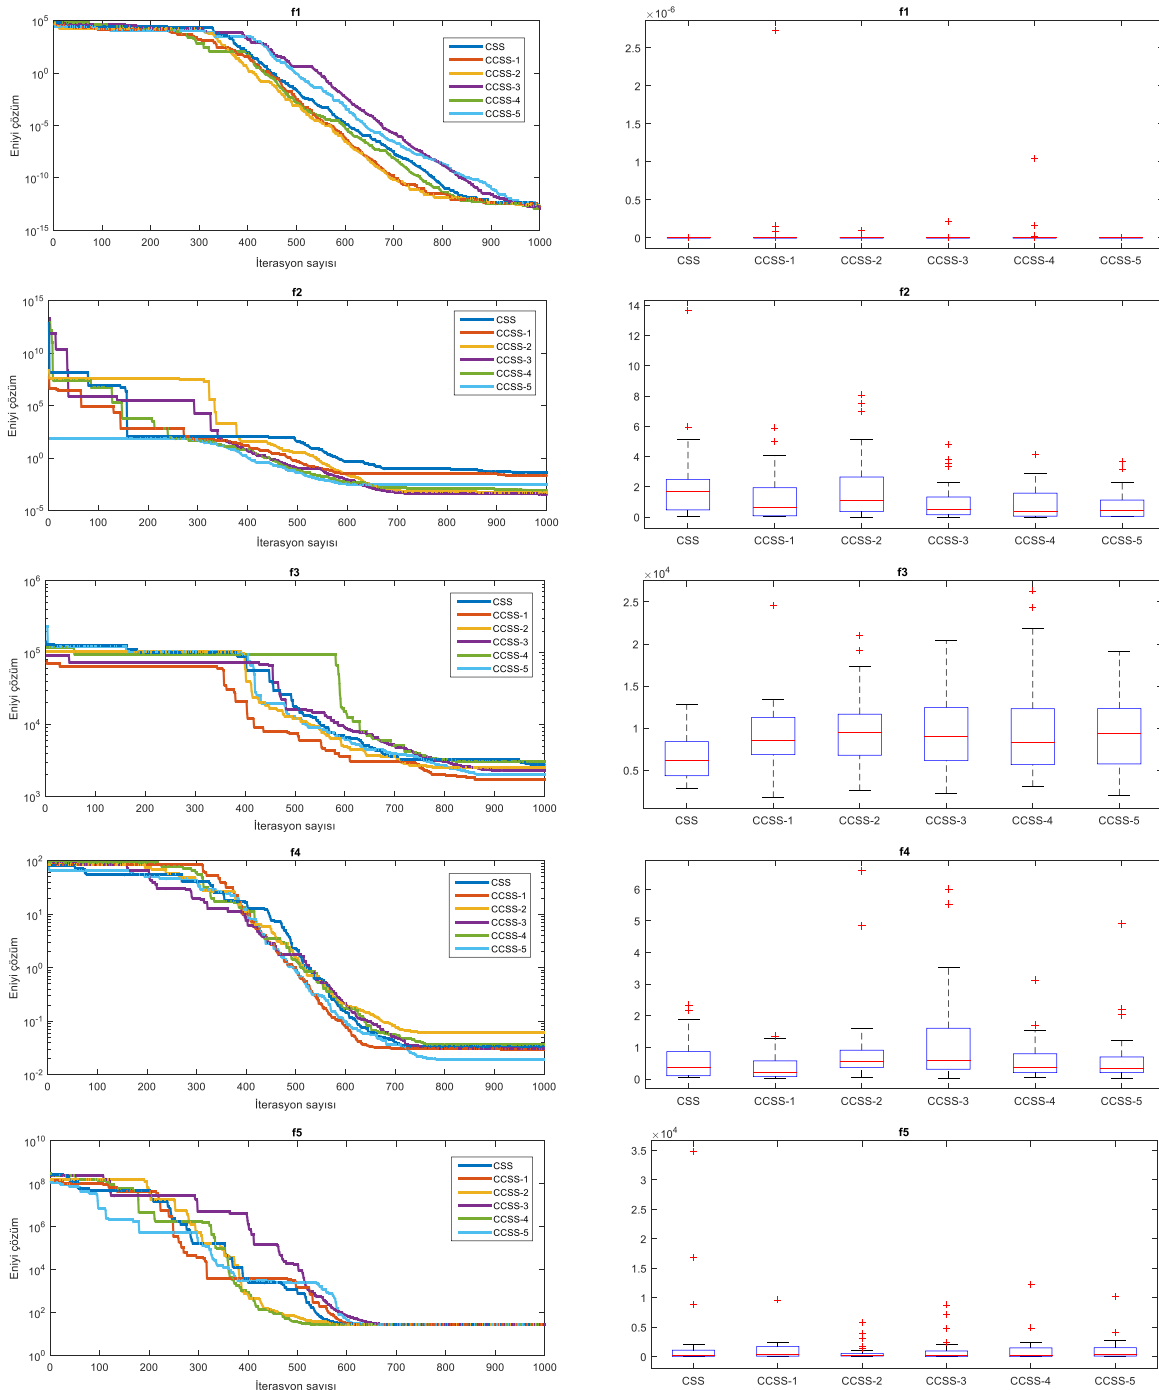 f1
10^5
10^0
10^-5
10^-10
10^-15
Eniyi çözüm
0 100 200 300 400 500 600 700 800 900 1000
İterasyon sayısı
CSS
CCSS-1
CCSS-2
CCSS-3
CCSS-4
CCSS-5
f1
×10^-6
2.5
2
1.5
1
0.5
0
CSS CCSS-1 CCSS-2 CCSS-3 CCSS-4 CCSS-5
f2
10^15
10^10
10^5
10^0
10^-5
Eniyi çözüm
0 100 200 300 400 500 600 700 800 900 1000
İterasyon sayısı
CSS
CCSS-1
CCSS-2
CCSS-3
CCSS-4
CCSS-5
f2
14
12
10
8
6
4
2
0
CSS CCSS-1 CCSS-2 CCSS-3 CCSS-4 CCSS-5
f3
10^6
10^5
10^4
10^3
Eniyi çözüm
0 100 200 300 400 500 600 700 800 900 1000
İterasyon sayısı
CSS
CCSS-1
CCSS-2
CCSS-3
CCSS-4
CCSS-5
f3
×10^4
2.5
2
1.5
1
0.5
CSS CCSS-1 CCSS-2 CCSS-3 CCSS-4 CCSS-5
f4
10^2
10^1
10^0
10^-1
10^-2
Eniyi çözüm
0 100 200 300 400 500 600 700 800 900 1000
İterasyon sayısı
CSS
CCSS-1
CCSS-2
CCSS-3
CCSS-4
CCSS-5
f4
6
5
4
3
2
1
0
CSS CCSS-1 CCSS-2 CCSS-3 CCSS-4 CCSS-5
f5
10^10
10^8
10^6
10^4
10^2
10^0
Eniyi çözüm
0 100 200 300 400 500 600 700 800 900 1000
İterasyon sayısı
CSS
CCSS-1
CCSS-2
CCSS-3
CCSS-4
CCSS-5
f5
×10^4
3.5
3
2.5
2
1.5
1
0.5
0
CSS CCSS-1 CCSS-2 CCSS-3 CCSS-4 CCSS-5